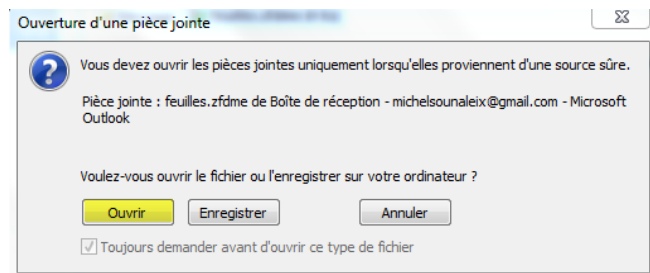 Ouverture d'une pièce jointe
Vous devez ouvrir les pièces jointes uniquement lorsqu'elles proviennent d'une source sûre.
Pièce jointe : feuilles.zfdme de Boîte de réception - michelsounaleix@gmail.com - Microsoft
Outlook
Voulez-vous ouvrir le fichier ou l'enregistrer sur votre ordinateur ?
Ouvrir Enregistrer Annuler
Toujours demander avant d'ouvrir ce type de fichier